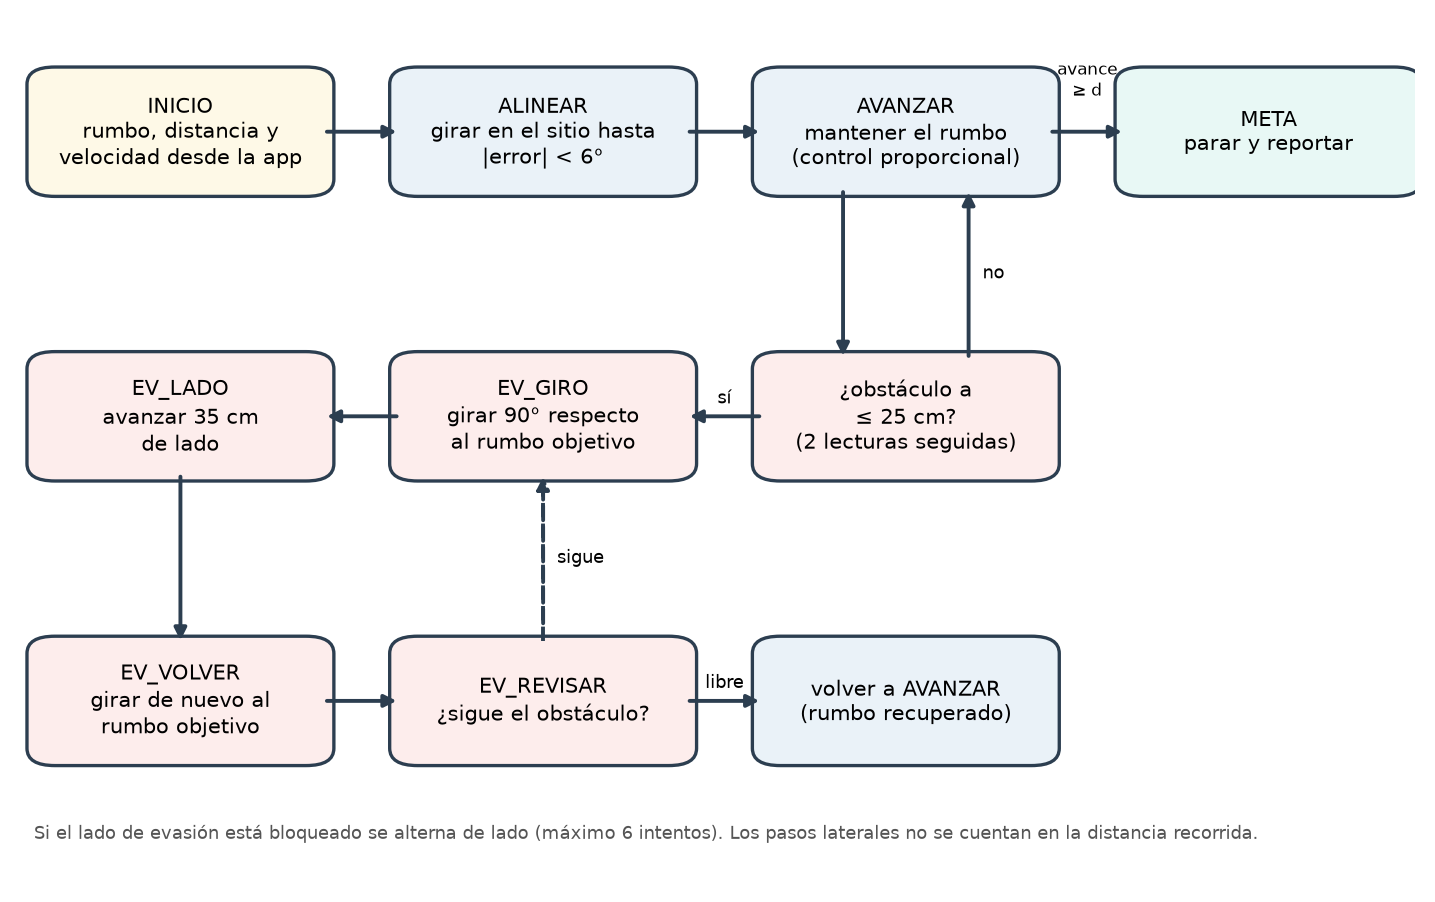 INICIO
rumbo, distancia y
velocidad desde la app
ALINEAR
girar en el sitio hasta
|error| < 6°
AVANZAR
mantener el rumbo
(control proporcional)
avance
≥ d
META
parar y reportar
no
EV_LADO
avanzar 35 cm
de lado
EV_GIRO
girar 90° respecto
al rumbo objetivo
sí
¿obstáculo a
≤ 25 cm?
(2 lecturas seguidas)
sigue
EV_VOLVER
girar de nuevo al
rumbo objetivo
EV_REVISAR
¿sigue el obstáculo?
libre
volver a AVANZAR
(rumbo recuperado)
Si el lado de evasión está bloqueado se alterna de lado (máximo 6 intentos). Los pasos laterales no se cuentan en la distancia recorrida.